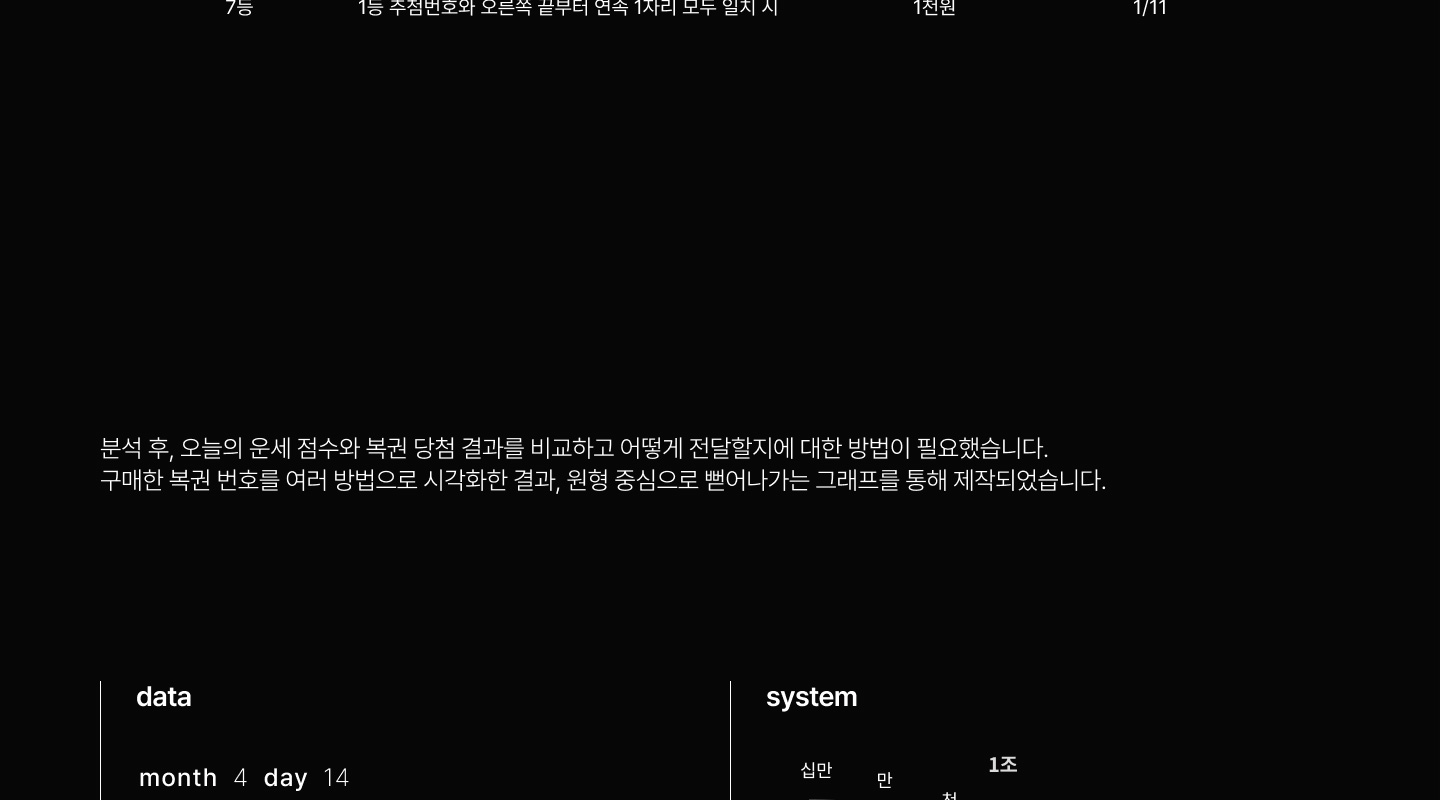 7등 1등 추첨번호와 오른쪽 끝부터 연속 1자리 모두 일치 시 1천원 1/11
분석 후, 오늘의 운세 점수와 복권 당첨 결과를 비교하고 어떻게 전달할지에 대한 방법이 필요했습니다.
구매한 복권 번호를 여러 방법으로 시각화한 결과, 원형 중심으로 뻗어나가는 그래프를 통해 제작되었습니다.
data
month 4 day 14
system
십만 만 1조